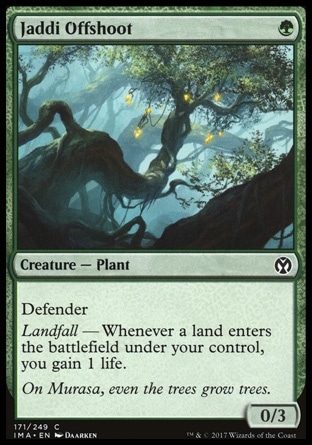 Jaddi Offshoot
Creature — Plant
Defender
Landfall — Whenever a land enters
the battlefield under your control,
you gain 1 life.
On Murasa, even the trees grow trees.
0/3
171/249 C
IMA • EN Daarken
™ & © 2017 Wizards of the Coast